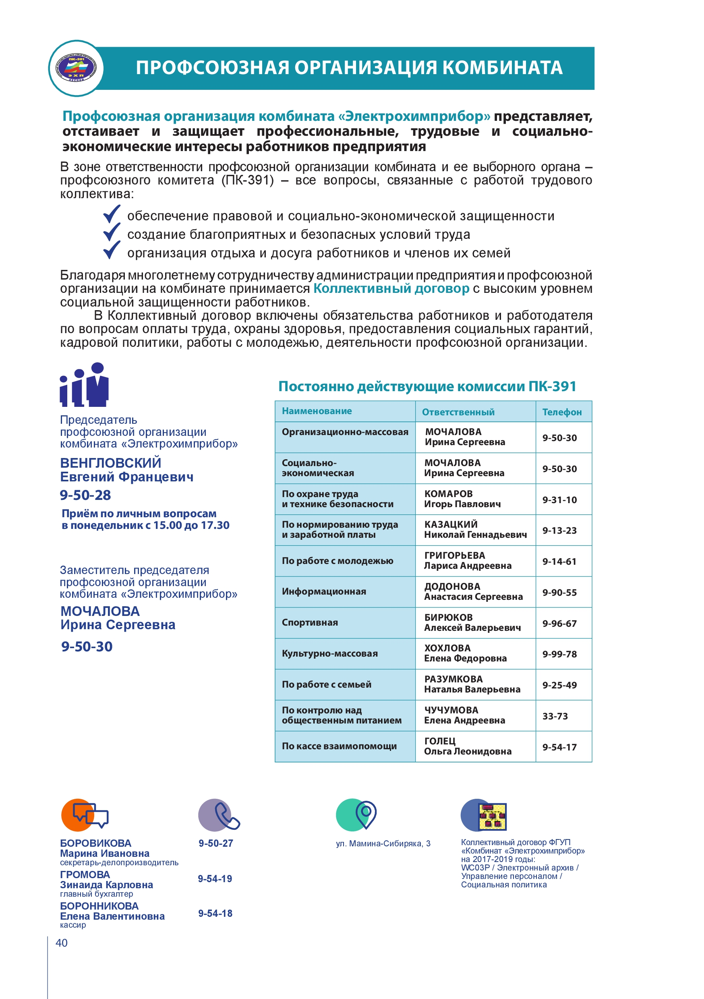 ПК-391
ЭХП
ЛЕСНОЙ
ПРОФСОЮЗНАЯ ОРГАНИЗАЦИЯ КОМБИНАТА
Профсоюзная организация комбината «Электрохимприбор» представляет,
отстаивает и защищает профессиональные, трудовые и социально-
экономические интересы работников предприятия
В зоне ответственности профсоюзной организации комбината и ее выборного органа –
профсоюзного комитета (ПК-391) – все вопросы, связанные с работой трудового
коллектива:
обеспечение правовой и социально-экономической защищенности
создание благоприятных и безопасных условий труда
организация отдыха и досуга работников и членов их семей
Благодаря многолетнему сотрудничеству администрации предприятия и профсоюзной
организации на комбинате принимается Коллективный договор с высоким уровнем
социальной защищенности работников.
В Коллективный договор включены обязательства работников и работодателя
по вопросам оплаты труда, охраны здоровья, предоставления социальных гарантий,
кадровой политики, работы с молодежью, деятельности профсоюзной организации.
Председатель
профсоюзной организации
комбината «Электрохимприбор»
ВЕНГЛОВСКИЙ
Евгений Францевич
9-50-28
Приём по личным вопросам
в понедельник с 15.00 до 17.30
Заместитель председателя
профсоюзной организации
комбината «Электрохимприбор»
МОЧАЛОВА
Ирина Сергеевна
9-50-30
Постоянно действующие комиссии ПК-391
Наименование Ответственный Телефон
Организационно-массовая МОЧАЛОВА
Ирина Сергеевна 9-50-30
Социально-
экономическая МОЧАЛОВА
Ирина Сергеевна 9-50-30
По охране труда
и технике безопасности КОМАРОВ
Игорь Павлович 9-31-10
По нормированию труда
и заработной платы КАЗАЦКИЙ
Николай Геннадьевич 9-13-23
По работе с молодежью ГРИГОРЬЕВА
Лариса Андреевна 9-14-61
Информационная ДОДОНОВА
Анастасия Сергеевна 9-90-55
Спортивная БИРЮКОВ
Алексей Валерьевич 9-96-67
Культурно-массовая ХОХЛОВА
Елена Федоровна 9-99-78
По работе с семьей РАЗУМКОВА
Наталья Валерьевна 9-25-49
По контролю над
общественным питанием ЧУЧУМОВА
Елена Андреевна 33-73
По кассе взаимопомощи ГОЛЕЦ
Ольга Леонидовна 9-54-17
БОРОВИКОВА
Марина Ивановна
секретарь-делопроизводитель
9-50-27
ГРОМОВА
Зинаида Карловна
главный бухгалтер
9-54-19
БОРОННИКОВА
Елена Валентиновна
кассир
9-54-18
ул. Мамина-Сибиряка, 3
Коллективный договор ФГУП
«Комбинат «Электрохимприбор»
на 2017-2019 годы:
WC03P / Электронный архив /
Управление персоналом /
Социальная политика
40